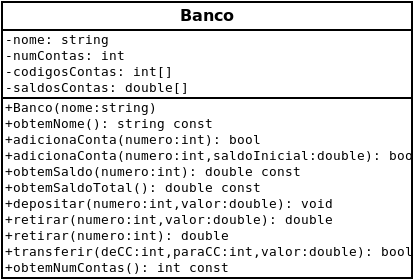 Banco
-nome: string
-numContas: int
-codigosContas: int[]
-saldosContas: double[]
+Banco(nome:string)
+obtemNome(): string const
+adicionaConta(numero:int): bool
+adicionaConta(numero:int,saldoInicial:double): boo
+obtemSaldo(numero:int): double const
+obtemSaldoTotal(): double const
+depositar(numero:int,valor:double): void
+retirar(numero:int,valor:double): double
+retirar(numero:int): double
+transferir(deCC:int,paraCC:int,valor:double): bool
+obtemNumContas(): int const